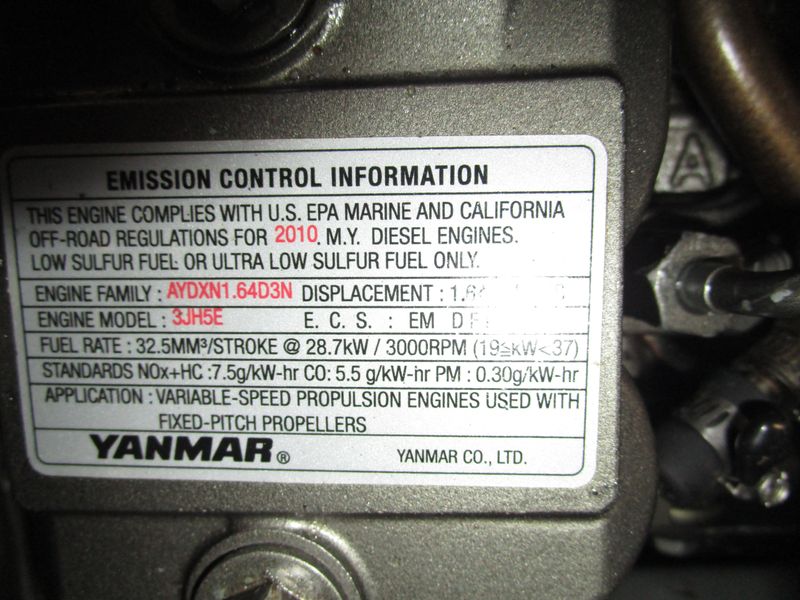 EMISSION CONTROL INFORMATION
THIS ENGINE COMPLIES WITH U.S. EPA MARINE AND CALIFORNIA
OFF-ROAD REGULATIONS FOR 2010. M.Y. DIESEL ENGINES.
LOW SULFUR FUEL OR ULTRA LOW SULFUR FUEL ONLY.
ENGINE FAMILY : AYDXN1.64D3N DISPLACEMENT :
ENGINE MODEL : 3JH5E E. C. S. : EM
FUEL RATE : 32.5MM³/STROKE @ 28.7kW / 3000RPM (19≦kW<37)
STANDARDS NOx+HC :7.5g/kW-hr CO: 5.5 g/kW-hr PM : 0.30g/kW-hr
APPLICATION : VARIABLE-SPEED PROPULSION ENGINES USED WITH
FIXED-PITCH PROPELLERS
YANMAR® YANMAR CO., LTD.
A